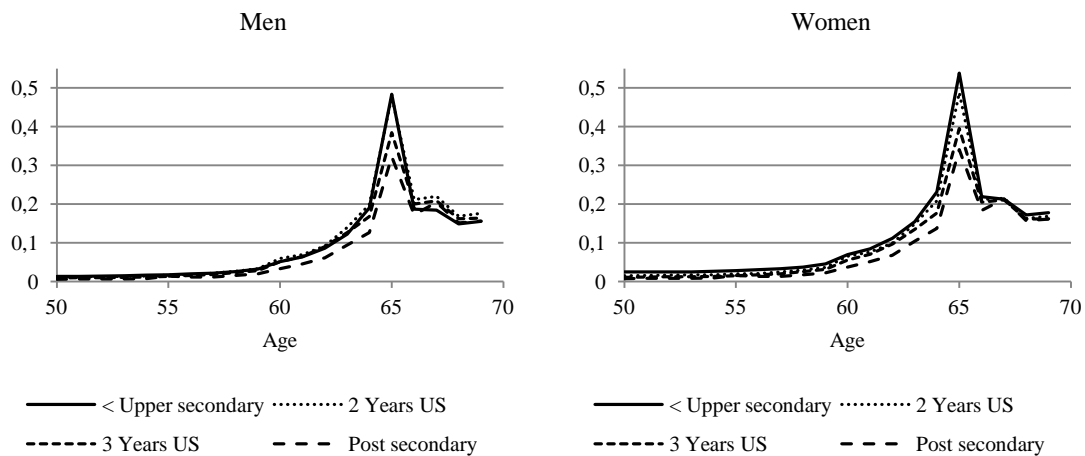 Men
0,5
0,4
0,3
0,2
0,1
0
50 55 60 65 70
Age
< Upper secondary 2 Years US
3 Years US Post secondary
Women
0,5
0,4
0,3
0,2
0,1
0
50 55 60 65 70
Age
< Upper secondary 2 Years US
3 Years US Post secondary